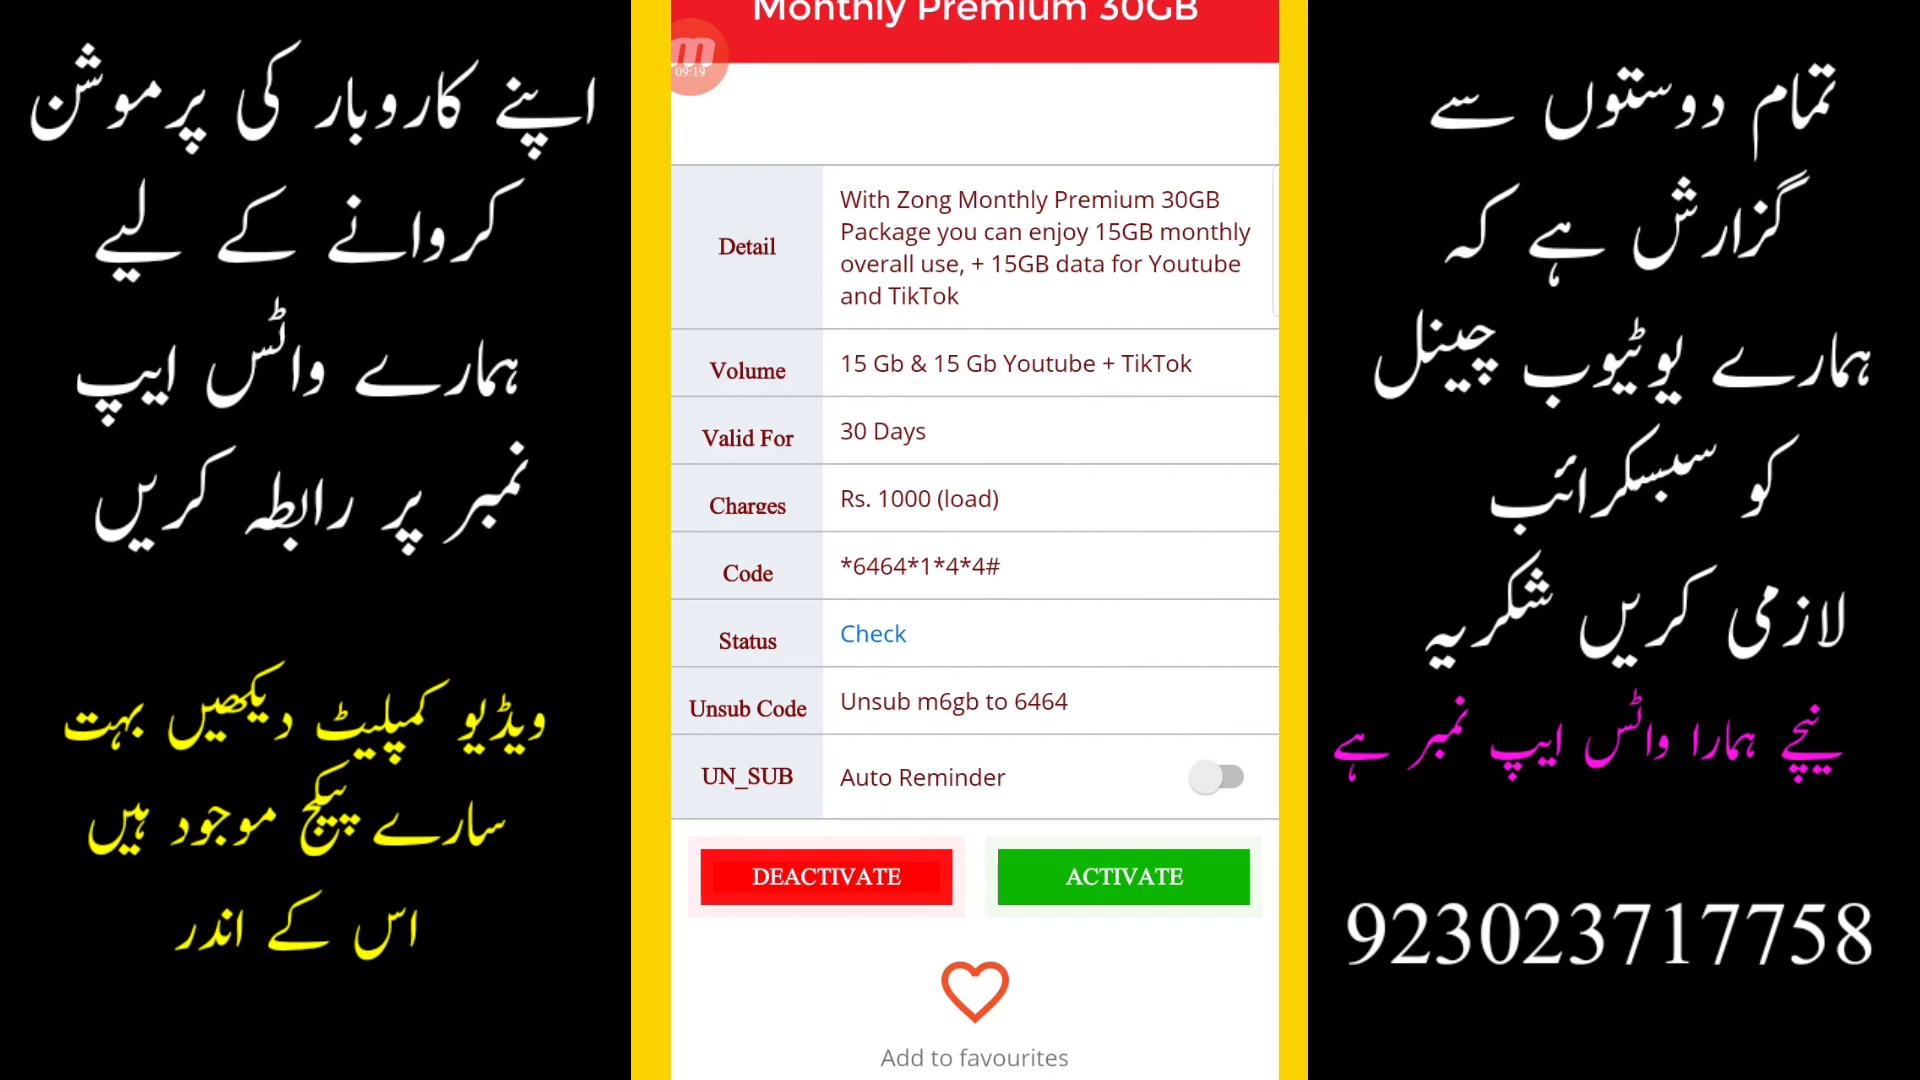 اپنے کاروبار کی پرموشن
کروانے کے لیے
ہمارے واٹس ایپ
نمبر پر رابطہ کریں
ویڈیو کمپلیٹ دیکھیں بہت
سارے پیکج موجود ہیں
اس کے اندر
Monthly Premium 30GB
m
09:19
Detail
With Zong Monthly Premium 30GB
Package you can enjoy 15GB monthly
overall use, + 15GB data for Youtube
and TikTok
Volume
15 Gb & 15 Gb Youtube + TikTok
Valid For
30 Days
Charges
Rs. 1000 (load)
Code
*6464*1*4*4#
Status
Check
Unsub Code
Unsub m6gb to 6464
UN_SUB
Auto Reminder
DEACTIVATE
ACTIVATE
Add to favourites
تمام دوستوں سے
گزارش ہے کہ
ہمارے یوٹیوب چینل
کو سبسکرائب
لازمی کریں شکریہ
نیچے ہمارا واٹس ایپ نمبر ہے
923023717758